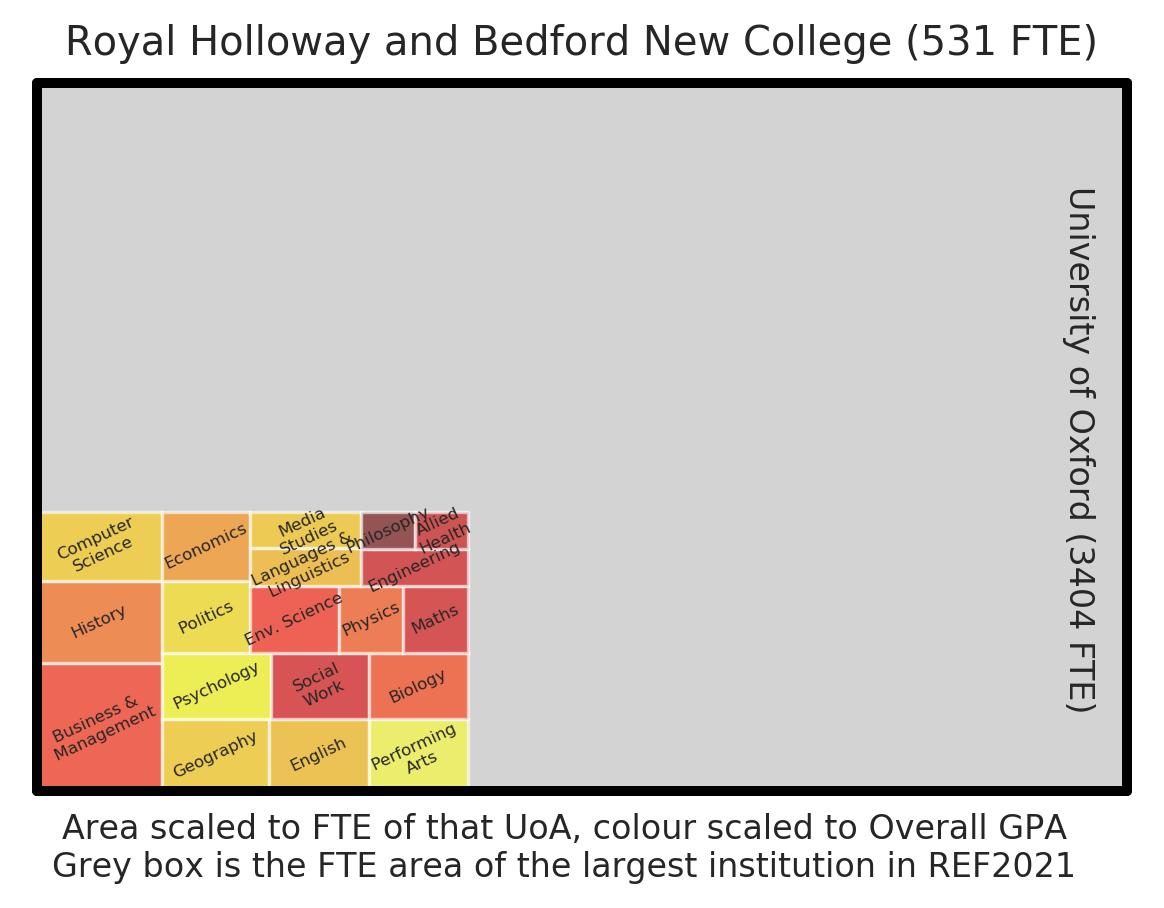 Royal Holloway and Bedford New College (531 FTE)
University of Oxford (3404 FTE)
Computer
Science
Economics
Media
Studies
Philosophy
Allied
Health
Languages &
Linguistics
Engineering
History
Politics
Env. Science
Physics
Maths
Business &
Management
Psychology
Social
Work
Biology
Geography
English
Performing
Arts
Area scaled to FTE of that UoA, colour scaled to Overall GPA
Grey box is the FTE area of the largest institution in REF2021